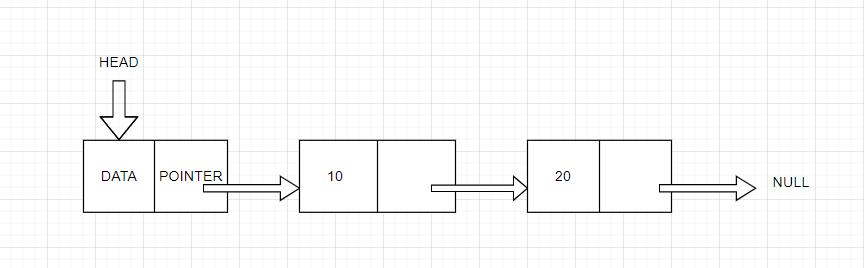 HEAD
DATA
POINTER
10
20
NULL